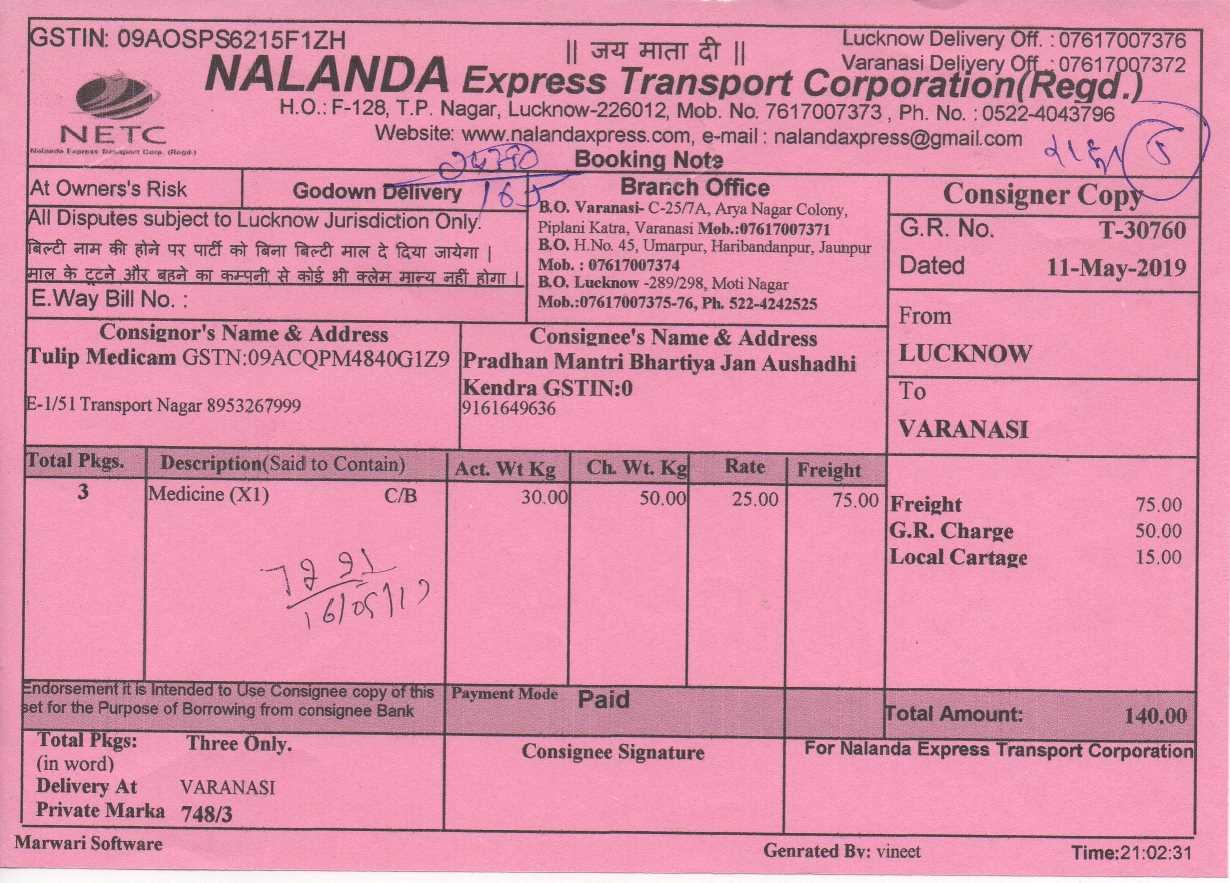 GSTIN: 09AOSPS6215F1ZH
|| जय माता दी ||
Lucknow Delivery Off. : 07617007376
Varanasi Delivery Off. : 07617007372
NALANDA Express Transport Corporation(Regd.)
NETC
Nalanda Express Transport Corp. (Regd.)
H.O.: F-128, T.P. Nagar, Lucknow-226012, Mob. No. 7617007373 , Ph. No. : 0522-4043796
Website: www.nalandaxpress.com, e-mail : nalandaxpress@gmail.com
Booking Note
At Owners's Risk
Godown Delivery
All Disputes subject to Lucknow Jurisdiction Only.
बिल्टी नाम की होने पर पार्टी को बिना बिल्टी माल दे दिया जायेगा |
माल के टूटने और बहने का कम्पनी से कोई भी क्लेम मान्य नहीं होगा |
E.Way Bill No. :
Branch Office
B.O. Varanasi- C-25/7A, Arya Nagar Colony,
Piplani Katra, Varanasi Mob.:07617007371
B.O. H.No. 45, Umarpur, Haribandanpur, Jaunpur
Mob. : 07617007374
B.O. Lucknow -289/298, Moti Nagar
Mob.:07617007375-76, Ph. 522-4242525
Consigner Copy
G.R. No. T-30760
Dated 11-May-2019
From
LUCKNOW
To
VARANASI
Consignor's Name & Address
Tulip Medicam GSTN:09ACQPM4840G1Z9
E-1/51 Transport Nagar 8953267999
Consignee's Name & Address
Pradhan Mantri Bhartiya Jan Aushadhi
Kendra GSTIN:0
9161649636
Total Pkgs. Description(Said to Contain) Act. Wt Kg Ch. Wt. Kg Rate Freight
3 Medicine (X1) C/B 30.00 50.00 25.00 75.00
Freight 75.00
G.R. Charge 50.00
Local Cartage 15.00
16/05/19
Endorsement it is Intended to Use Consignee copy of this
set for the Purpose of Borrowing from consignee Bank
Payment Mode Paid
Total Amount: 140.00
Total Pkgs: Three Only.
(in word)
Delivery At VARANASI
Private Marka 748/3
Consignee Signature
For Nalanda Express Transport Corporation
Marwari Software
Genrated By: vineet
Time:21:02:31